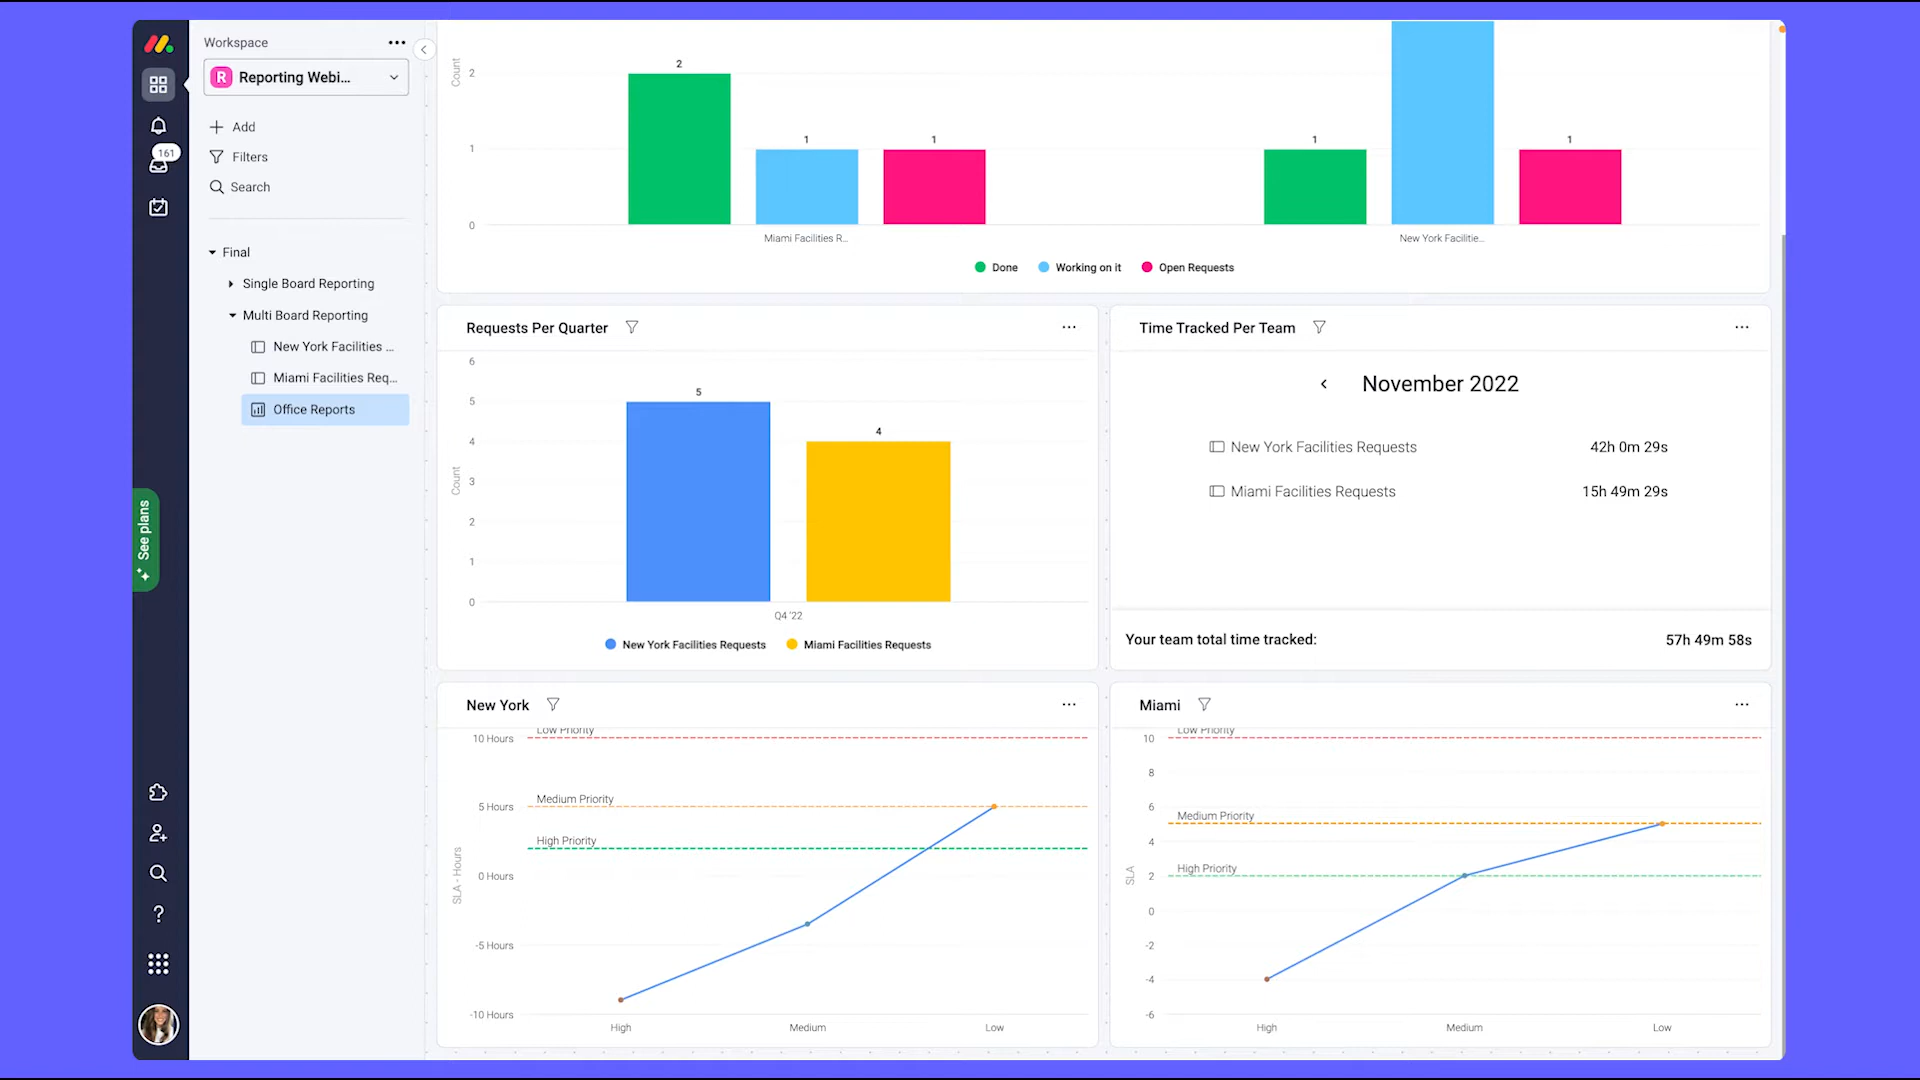 Workspace
R Reporting Webi...
Add
161
Filters
Search
Final
Single Board Reporting
Multi Board Reporting
New York Facilities ...
Miami Facilities Req...
Office Reports
See plans
Count
2
1
0
2
1
1
1
1
Miami Facilities R...
New York Facilitie...
Done
Working on it
Open Requests
Requests Per Quarter
Count
6
5
4
3
2
1
0
5
4
Q4 '22
New York Facilities Requests
Miami Facilities Requests
Time Tracked Per Team
November 2022
New York Facilities Requests 42h 0m 29s
Miami Facilities Requests 15h 49m 29s
Your team total time tracked: 57h 49m 58s
New York
SLA - Hours
10 Hours
5 Hours
0 Hours
-5 Hours
-10 Hours
Low Priority
Medium Priority
High Priority
High
Medium
Low
Miami
SLA
10
8
6
4
2
0
-2
-4
-6
Low Priority
Medium Priority
High Priority
High
Medium
Low
?